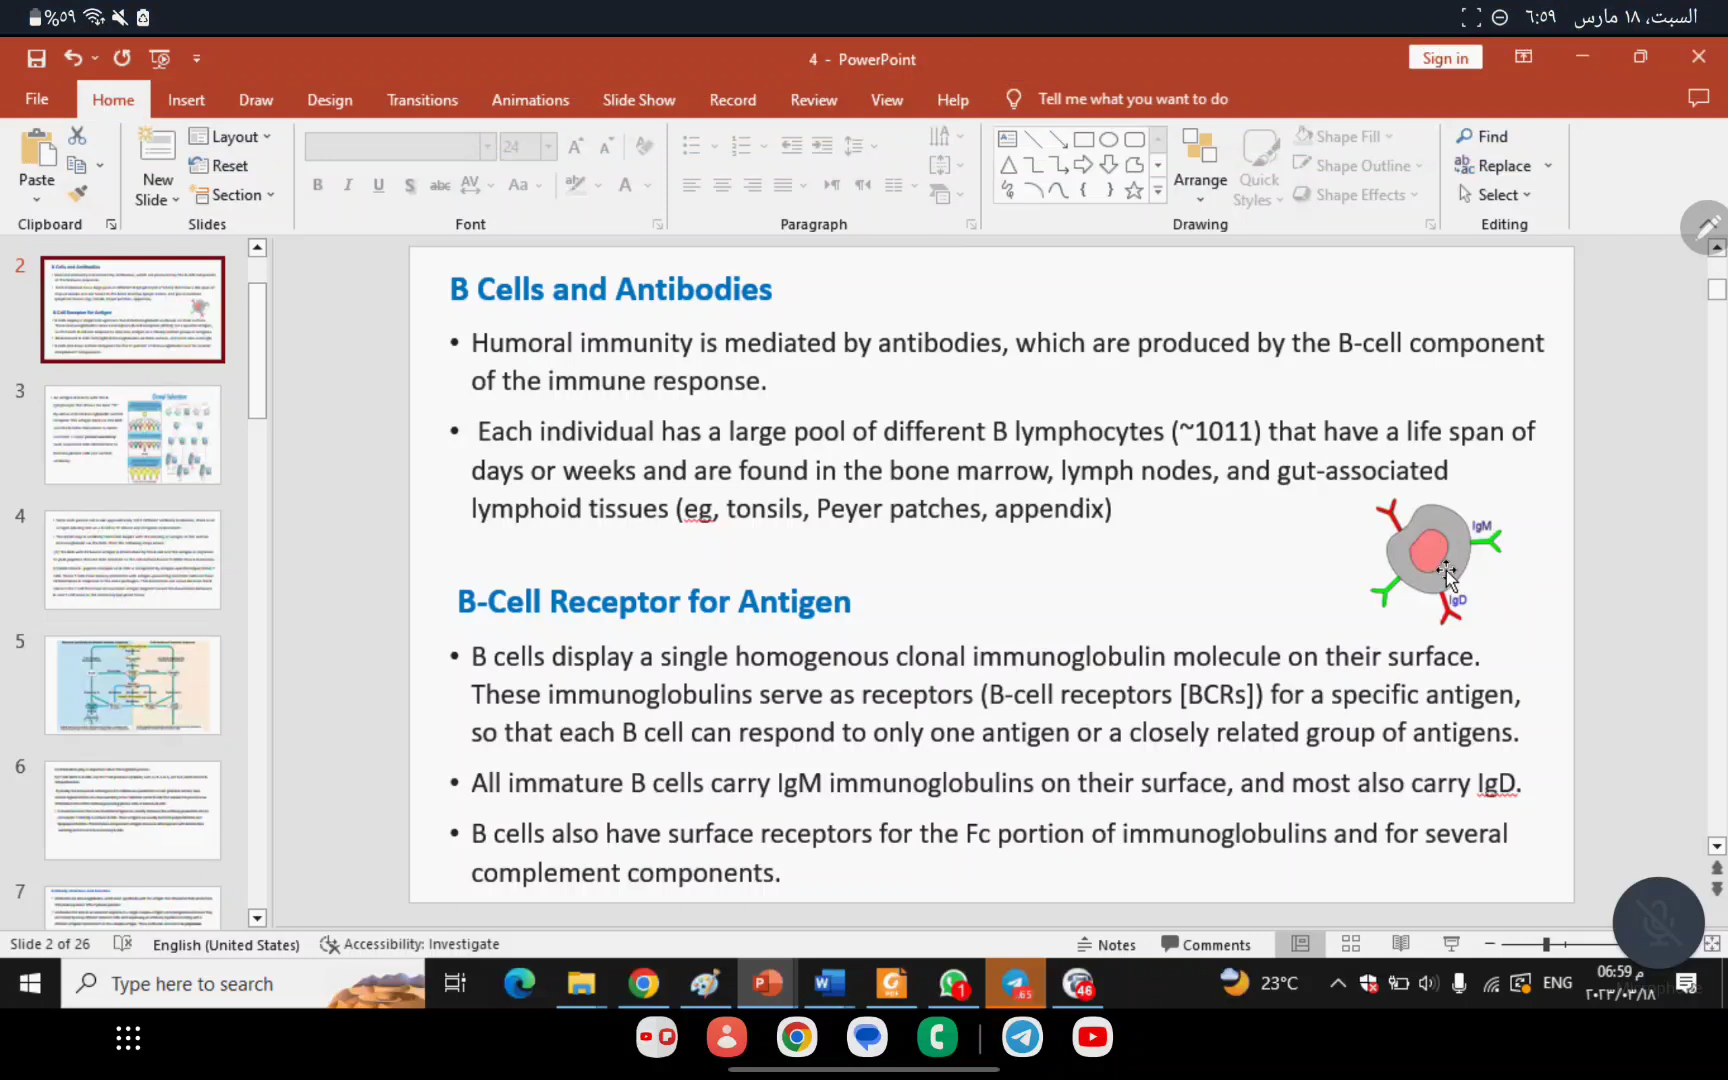 %٥٩
٦:٥٩ السبت، ١٨ مارس
4 - PowerPoint
Sign in
File Home Insert Draw Design Transitions Animations Slide Show Record Review View Help Tell me what you want to do
Paste
New Slide
Layout
Reset
Section
24
Arrange
Quick Styles
Shape Fill
Shape Outline
Shape Effects
Find
Replace
Select
Clipboard Slides Font Paragraph Drawing Editing
2
3
4
5
6
7
B Cells and Antibodies
• Humoral immunity is mediated by antibodies, which are produced by the B-cell component
of the immune response.
• Each individual has a large pool of different B lymphocytes (~1011) that have a life span of
days or weeks and are found in the bone marrow, lymph nodes, and gut-associated
lymphoid tissues (eg, tonsils, Peyer patches, appendix)
IgM
IgD
B-Cell Receptor for Antigen
• B cells display a single homogenous clonal immunoglobulin molecule on their surface.
These immunoglobulins serve as receptors (B-cell receptors [BCRs]) for a specific antigen,
so that each B cell can respond to only one antigen or a closely related group of antigens.
• All immature B cells carry IgM immunoglobulins on their surface, and most also carry IgD.
• B cells also have surface receptors for the Fc portion of immunoglobulins and for several
complement components.
Slide 2 of 26 English (United States) Accessibility: Investigate Notes Comments
Type here to search
1
65
46
23°C
ENG
06:59 م
٢٠٢٣/٠٣/١٨